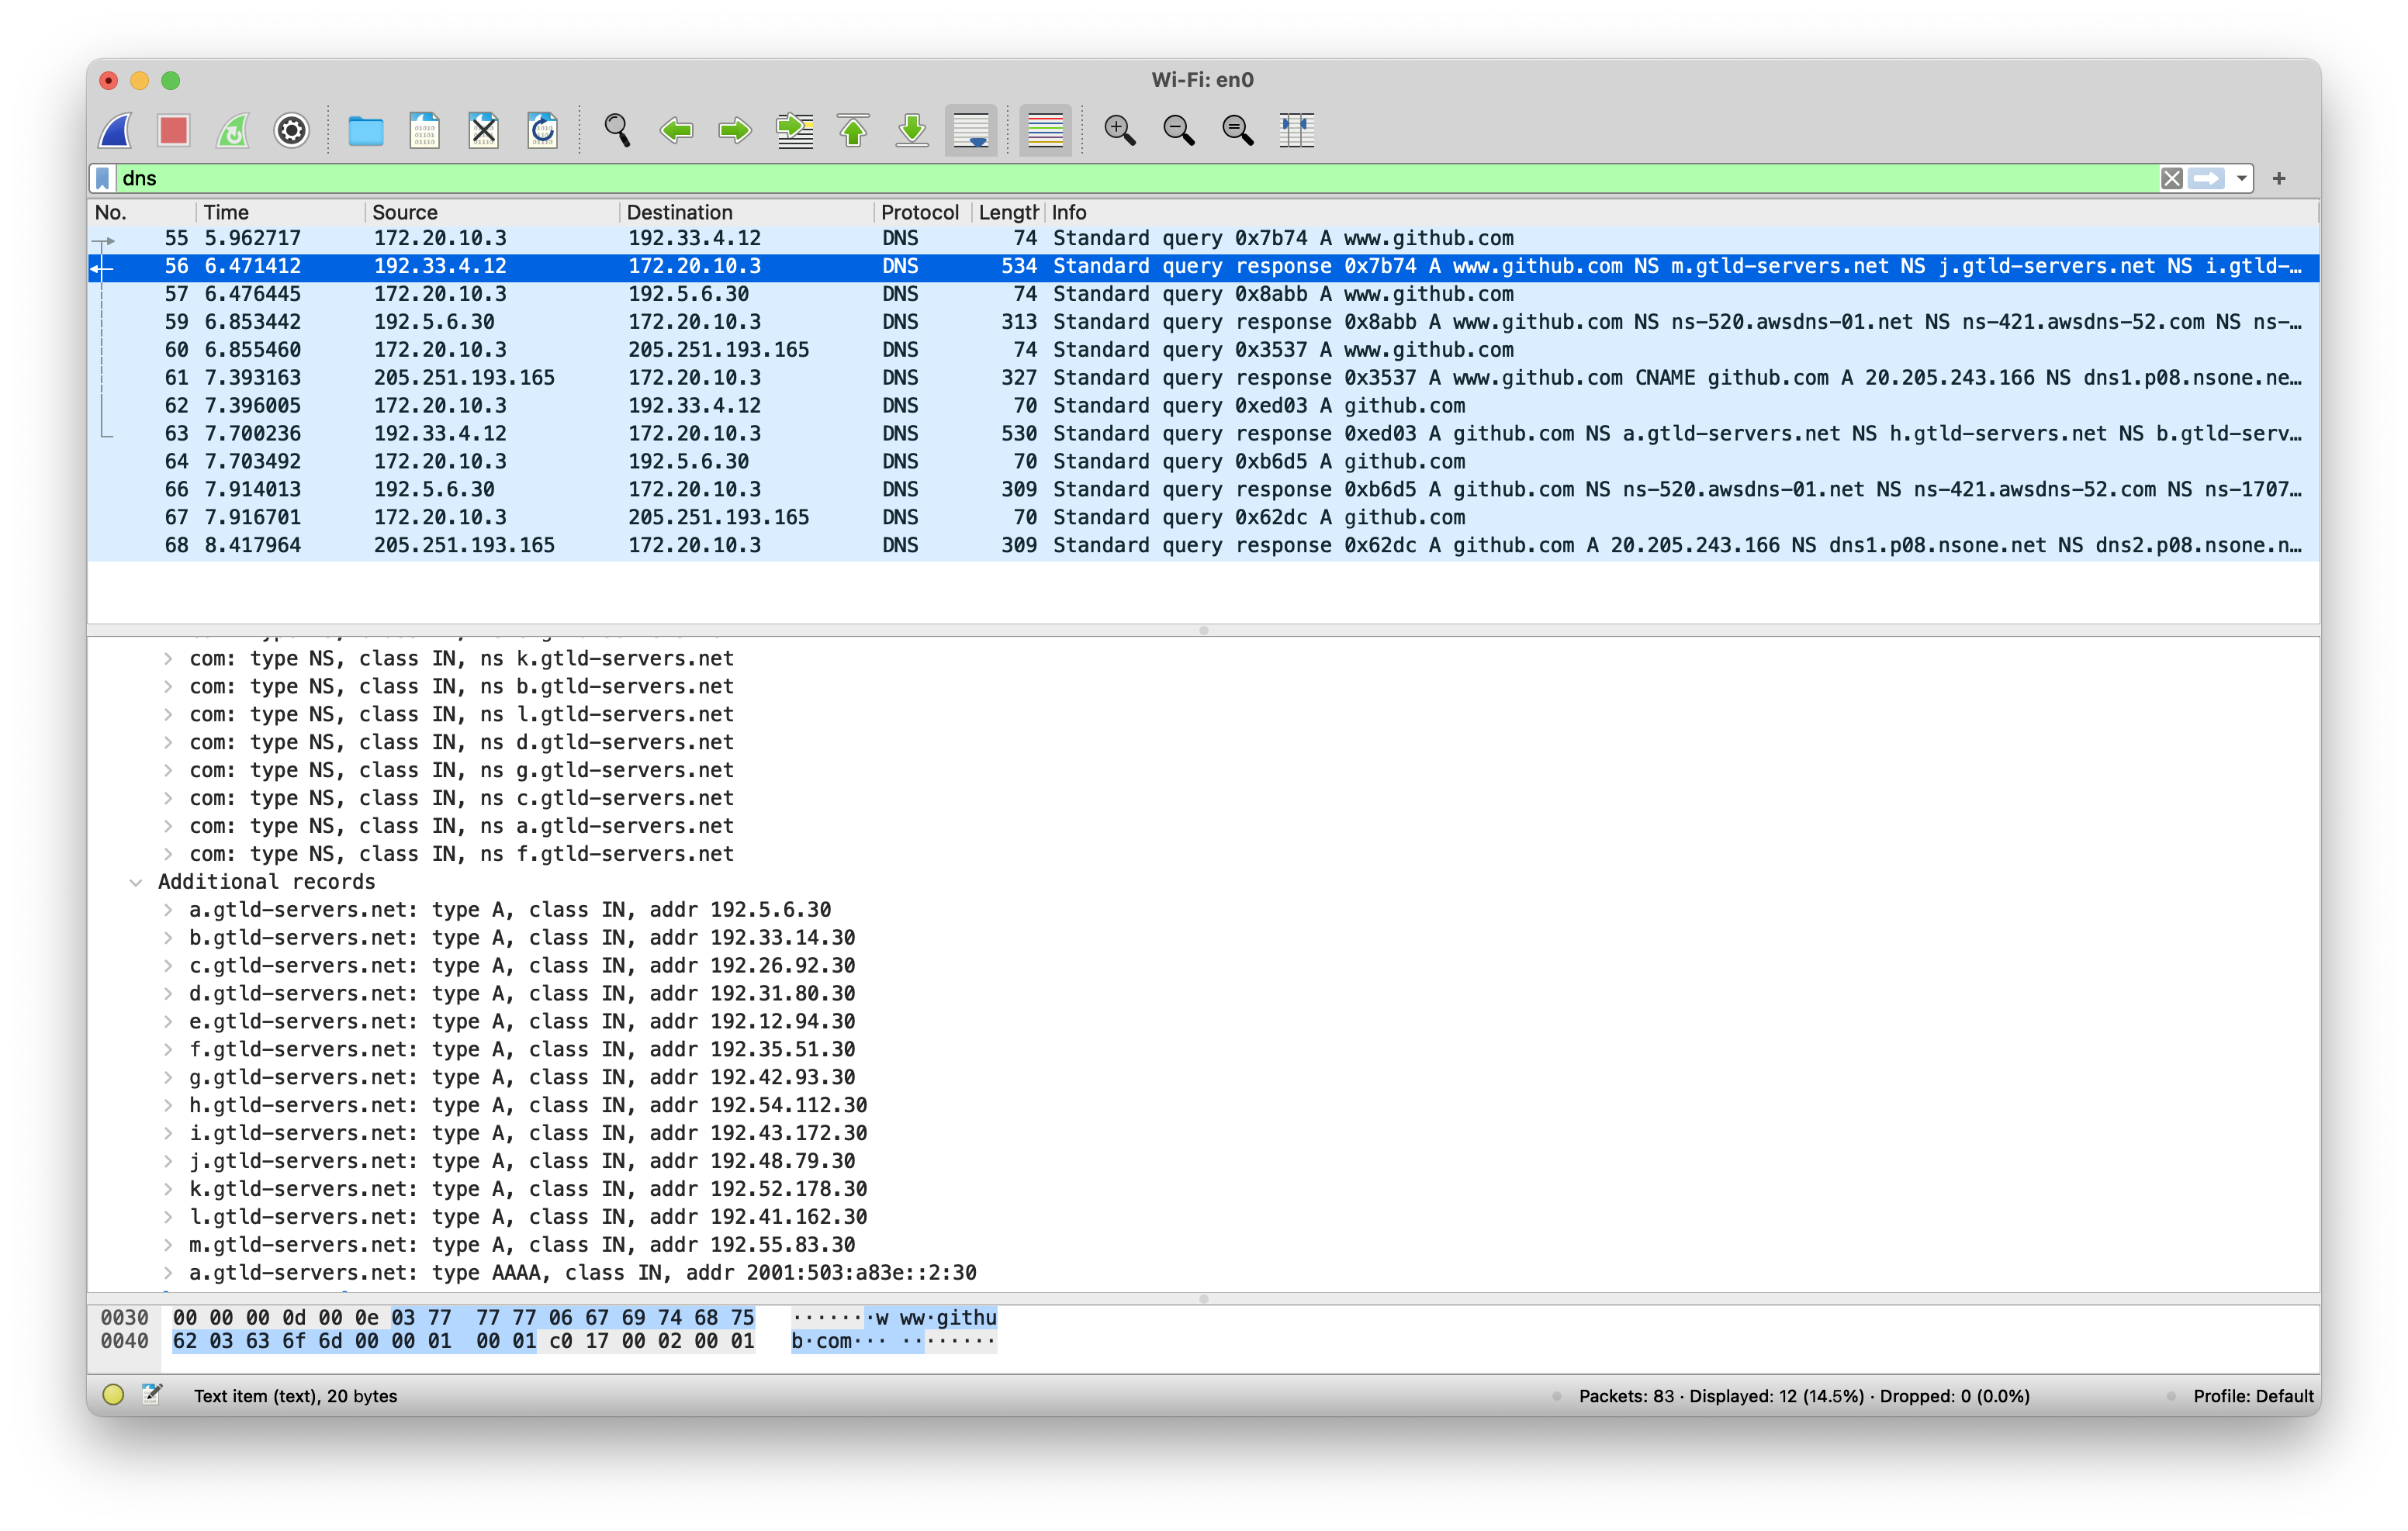 Wi-Fi: en0
dns
No. Time Source Destination Protocol Length Info
55 5.962717 172.20.10.3 192.33.4.12 DNS 74 Standard query 0x7b74 A www.github.com
56 6.471412 192.33.4.12 172.20.10.3 DNS 534 Standard query response 0x7b74 A www.github.com NS m.gtld-servers.net NS j.gtld-servers.net NS i.gtld-…
57 6.476445 172.20.10.3 192.5.6.30 DNS 74 Standard query 0x8abb A www.github.com
59 6.853442 192.5.6.30 172.20.10.3 DNS 313 Standard query response 0x8abb A www.github.com NS ns-520.awsdns-01.net NS ns-421.awsdns-52.com NS ns-…
60 6.855460 172.20.10.3 205.251.193.165 DNS 74 Standard query 0x3537 A www.github.com
61 7.393163 205.251.193.165 172.20.10.3 DNS 327 Standard query response 0x3537 A www.github.com CNAME github.com A 20.205.243.166 NS dns1.p08.nsone.ne…
62 7.396005 172.20.10.3 192.33.4.12 DNS 70 Standard query 0xed03 A github.com
63 7.700236 192.33.4.12 172.20.10.3 DNS 530 Standard query response 0xed03 A github.com NS a.gtld-servers.net NS h.gtld-servers.net NS b.gtld-serv…
64 7.703492 172.20.10.3 192.5.6.30 DNS 70 Standard query 0xb6d5 A github.com
66 7.914013 192.5.6.30 172.20.10.3 DNS 309 Standard query response 0xb6d5 A github.com NS ns-520.awsdns-01.net NS ns-421.awsdns-52.com NS ns-1707…
67 7.916701 172.20.10.3 205.251.193.165 DNS 70 Standard query 0x62dc A github.com
68 8.417964 205.251.193.165 172.20.10.3 DNS 309 Standard query response 0x62dc A github.com A 20.205.243.166 NS dns1.p08.nsone.net NS dns2.p08.nsone.n…
com: type NS, class IN, ns k.gtld-servers.net
com: type NS, class IN, ns b.gtld-servers.net
com: type NS, class IN, ns l.gtld-servers.net
com: type NS, class IN, ns d.gtld-servers.net
com: type NS, class IN, ns g.gtld-servers.net
com: type NS, class IN, ns c.gtld-servers.net
com: type NS, class IN, ns a.gtld-servers.net
com: type NS, class IN, ns f.gtld-servers.net
Additional records
a.gtld-servers.net: type A, class IN, addr 192.5.6.30
b.gtld-servers.net: type A, class IN, addr 192.33.14.30
c.gtld-servers.net: type A, class IN, addr 192.26.92.30
d.gtld-servers.net: type A, class IN, addr 192.31.80.30
e.gtld-servers.net: type A, class IN, addr 192.12.94.30
f.gtld-servers.net: type A, class IN, addr 192.35.51.30
g.gtld-servers.net: type A, class IN, addr 192.42.93.30
h.gtld-servers.net: type A, class IN, addr 192.54.112.30
i.gtld-servers.net: type A, class IN, addr 192.43.172.30
j.gtld-servers.net: type A, class IN, addr 192.48.79.30
k.gtld-servers.net: type A, class IN, addr 192.52.178.30
l.gtld-servers.net: type A, class IN, addr 192.41.162.30
m.gtld-servers.net: type A, class IN, addr 192.55.83.30
a.gtld-servers.net: type AAAA, class IN, addr 2001:503:a83e::2:30
0030 00 00 00 0d 00 0e 03 77 77 77 06 67 69 74 68 75 ·······w ww·githu
0040 62 03 63 6f 6d 00 00 01 00 01 c0 17 00 02 00 01 b·com··· ········
Text item (text), 20 bytes
Packets: 83 · Displayed: 12 (14.5%) · Dropped: 0 (0.0%)
Profile: Default